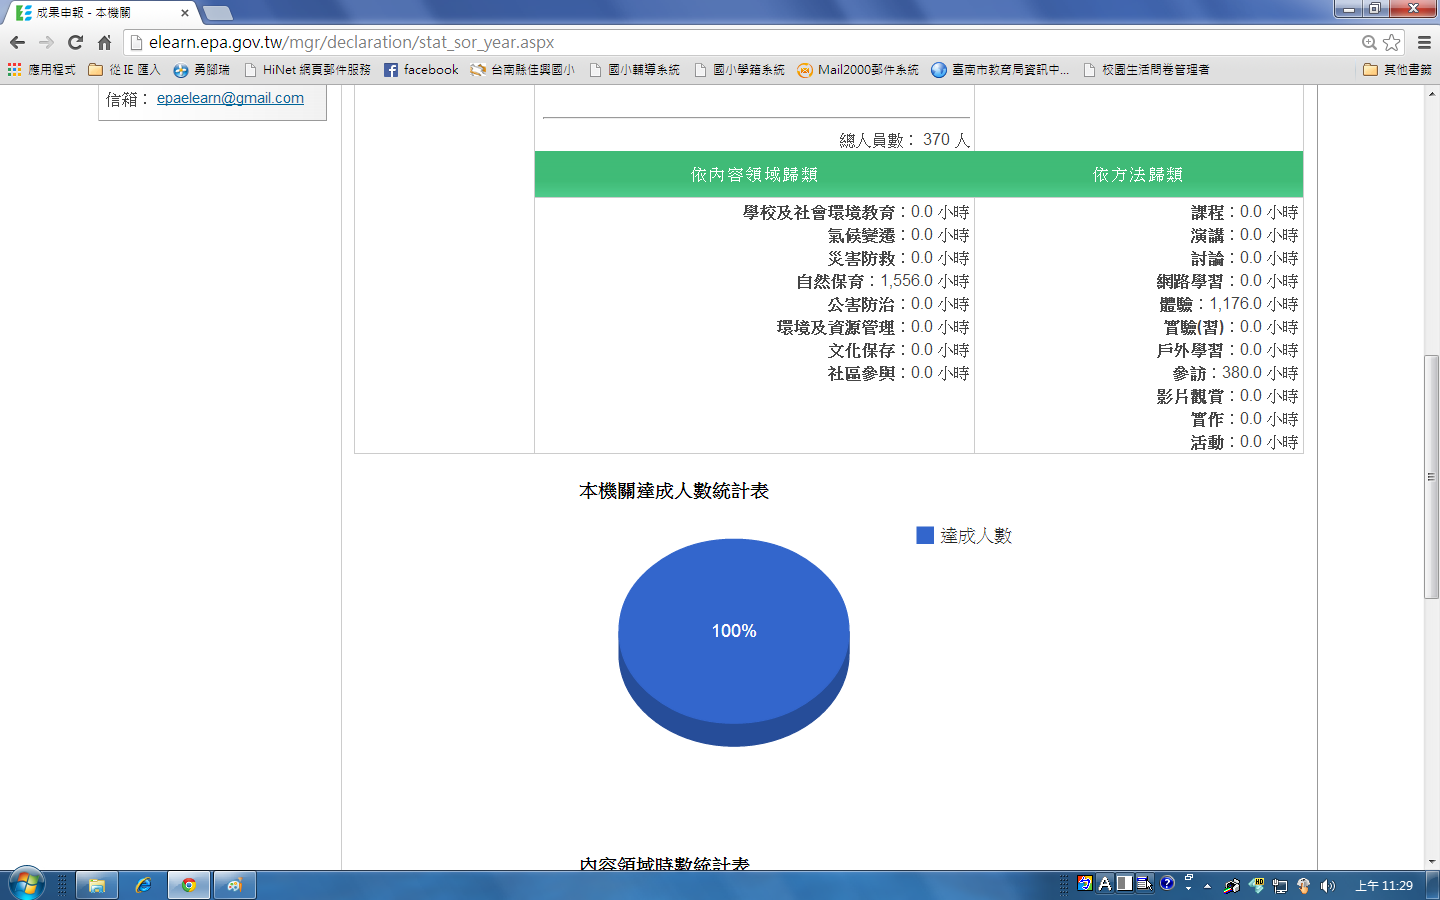 成果申報 - 本機關
elearn.epa.gov.tw/mgr/declaration/stat_sor_year.aspx
應用程式 從 IE 匯入 勇腳瑞 HiNet 網頁郵件服務 facebook 台南縣佳興國小 國小輔導系統 國小學籍系統 Mail2000郵件系統 臺南市教育局資訊中... 校園生活問卷管理者 其他書籤
信箱： epaelearn@gmail.com
總人員數： 370 人
依內容領域歸類 依方法歸類
學校及社會環境教育：0.0 小時
氣候變遷：0.0 小時
災害防救：0.0 小時
自然保育：1,556.0 小時
公害防治：0.0 小時
環境及資源管理：0.0 小時
文化保存：0.0 小時
社區參與：0.0 小時
課程：0.0 小時
演講：0.0 小時
討論：0.0 小時
網路學習：0.0 小時
體驗：1,176.0 小時
實驗(習)：0.0 小時
戶外學習：0.0 小時
參訪：380.0 小時
影片觀賞：0.0 小時
實作：0.0 小時
活動：0.0 小時
本機關達成人數統計表
達成人數
100%
內容領域時數統計表
上午 11:29